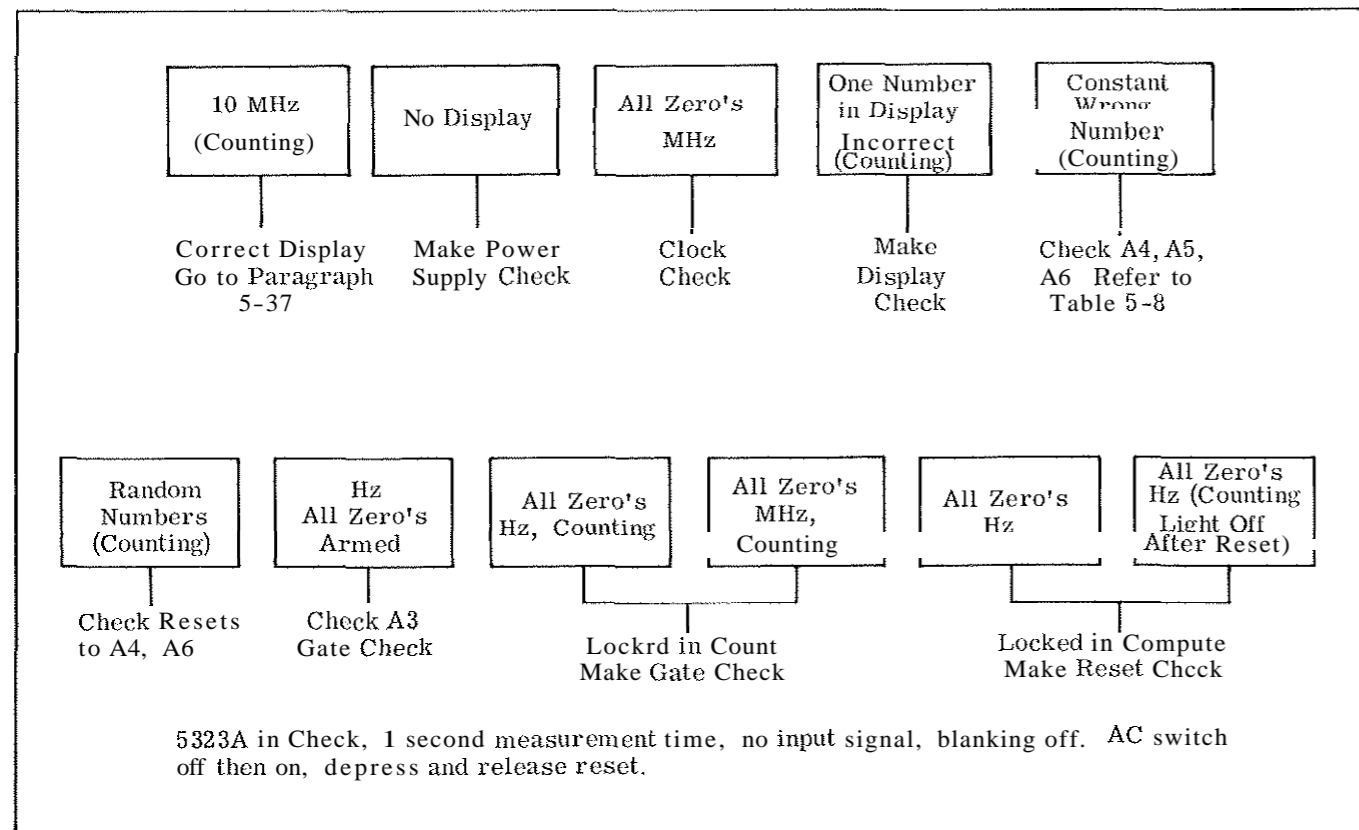 10 MHz
(Counting)
No Display
All Zero's
MHz
One Number
in Display
Incorrect
(Counting)
Constant
Wrong
Number
(Counting)
Correct Display
Go to Paragraph
5-37
Make Power
Supply Check
Clock
Check
Make
Display
Check
Check A4, A5,
A6 Refer to
Table 5-8
Random
Numbers
(Counting)
Hz
All Zero's
Armed
All Zero's
Hz, Counting
All Zero's
MHz,
Counting
All Zero's
Hz
All Zero's
Hz (Counting
Light Off
After Reset)
Check Resets
to A4, A6
Check A3
Gate Check
Lockrd in Count
Make Gate Check
Locked in Compute
Make Reset Chcck
5323A in Check, 1 second measurement time, no input signal, blanking off. AC switch
off then on, depress and release reset.